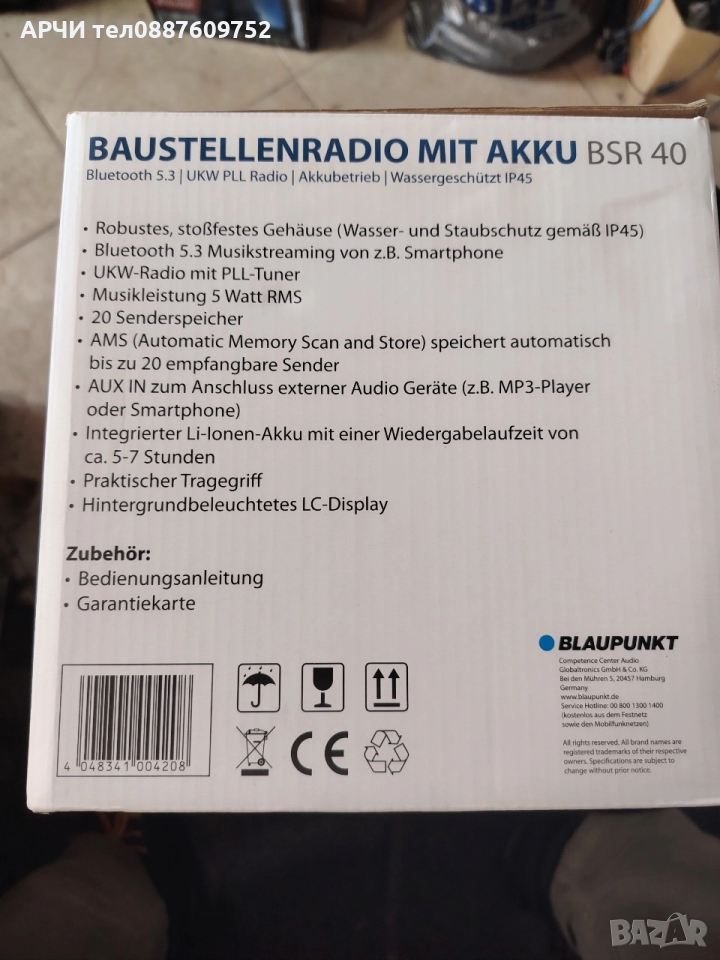 АРЧИ тел0887609752
BAUSTELLENRADIO MIT AKKU BSR 40
Bluetooth 5.3 | UKW PLL Radio | Akkubetrieb | Wassergeschützt IP45
• Robustes, stoßfestes Gehäuse (Wasser- und Staubschutz gemäß IP45)
• Bluetooth 5.3 Musikstreaming von z.B. Smartphone
• UKW-Radio mit PLL-Tuner
• Musikleistung 5 Watt RMS
• 20 Senderspeicher
• AMS (Automatic Memory Scan and Store) speichert automatisch
bis zu 20 empfangbare Sender
• AUX IN zum Anschluss externer Audio Geräte (z.B. MP3-Player
oder Smartphone)
• Integrierter Li-Ionen-Akku mit einer Wiedergabelaufzeit von
ca. 5-7 Stunden
• Praktischer Tragegriff
• Hintergrundbeleuchtetes LC-Display
Zubehör:
• Bedienungsanleitung
• Garantiekarte
BLAUPUNKT
Competence Center Audio
Globaltronics GmbH & Co. KG
Bei den Mühren 5, 20457 Hamburg
Germany
www.blaupunkt.de
Service Hotline: 00 800 1300 1400
(kostenlos aus dem Festnetz
sowie den Mobilfunknetzen)
All rights reserved. All brand names are
registered trademarks of their respective
owners. Specifications are subject to
change without prior notice.
4 048341 004208
CE
BAZAR